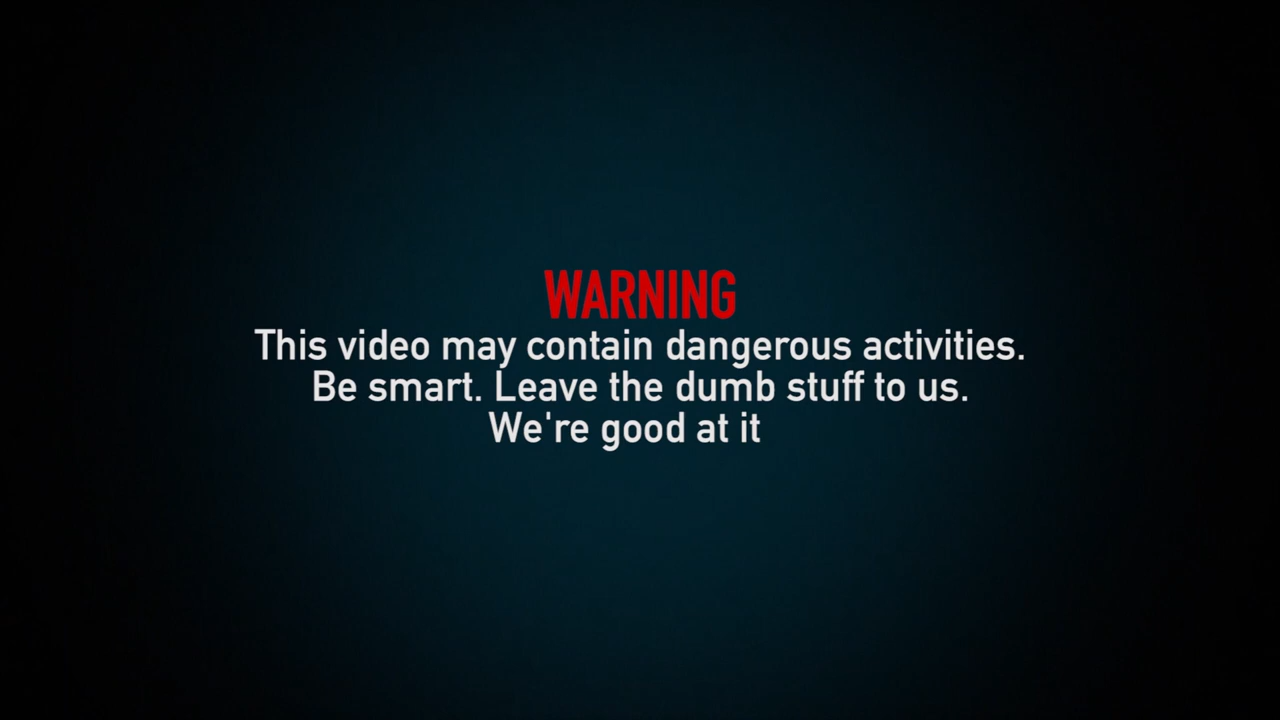 WARNING
This video may contain dangerous activities.
Be smart. Leave the dumb stuff to us.
We're good at it